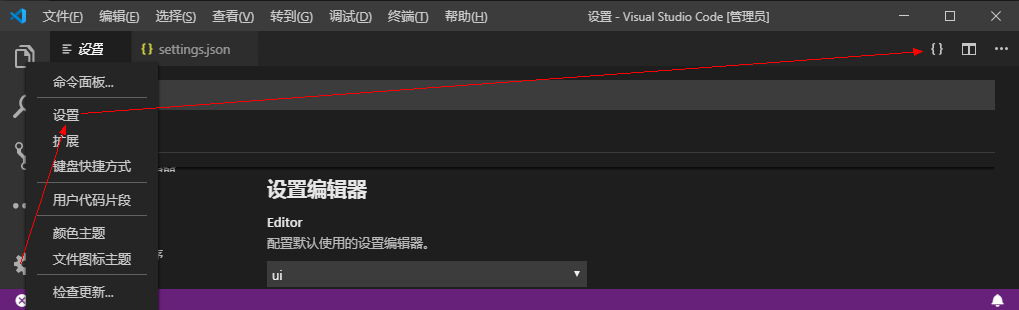 文件(F) 编辑(E) 选择(S) 查看(V) 转到(G) 调试(D) 终端(T) 帮助(H) 设置 - Visual Studio Code [管理员]
设置 {} settings.json {}
命令面板...
设置
扩展
键盘快捷方式
用户代码片段
颜色主题
文件图标主题
检查更新...
设置编辑器
Editor
配置默认使用的设置编辑器。
ui